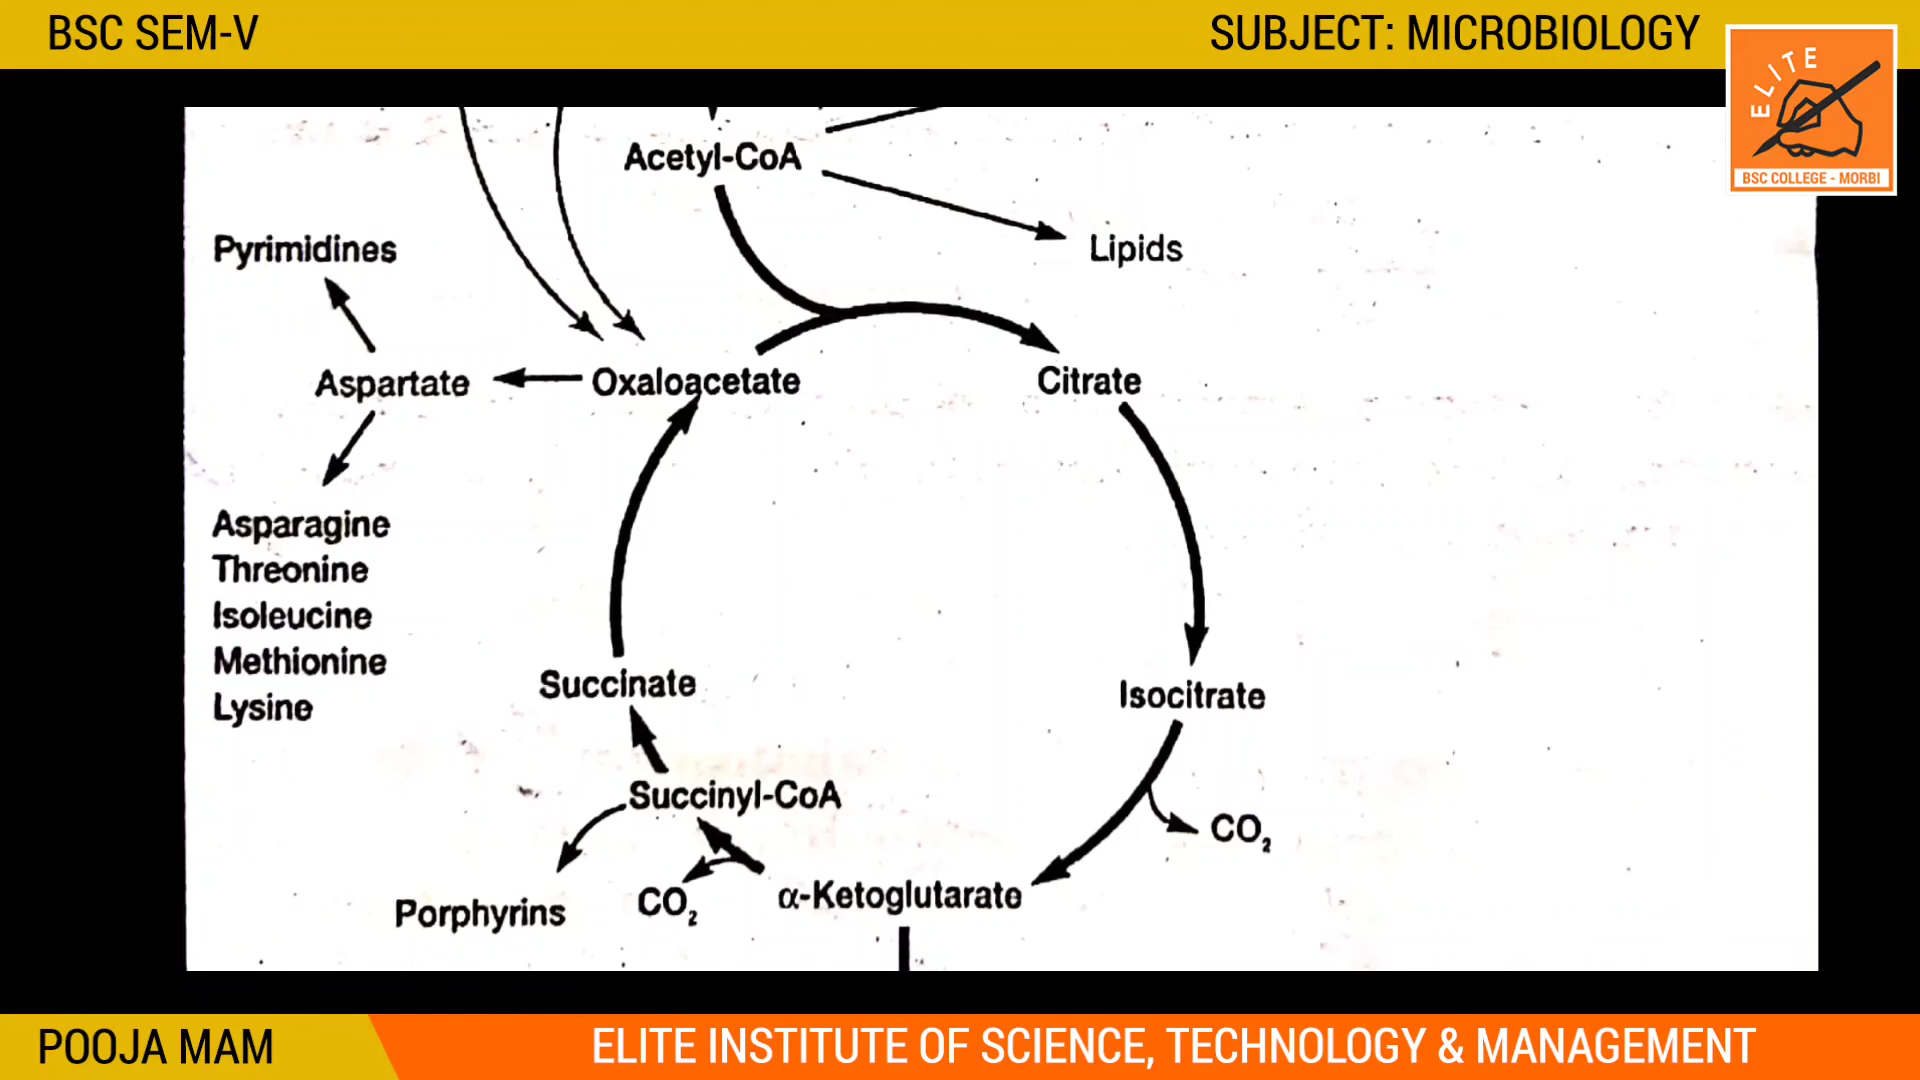 BSC SEM-V
SUBJECT: MICROBIOLOGY
ELITE
BSC COLLEGE - MORBI
Acetyl-CoA
Pyrimidines
Lipids
Aspartate
Oxaloacetate
Citrate
Asparagine
Threonine
Isoleucine
Methionine
Lysine
Succinate
Isocitrate
Succinyl-CoA
CO₂
Porphyrins
CO₂
α-Ketoglutarate
POOJA MAM
ELITE INSTITUTE OF SCIENCE, TECHNOLOGY & MANAGEMENT